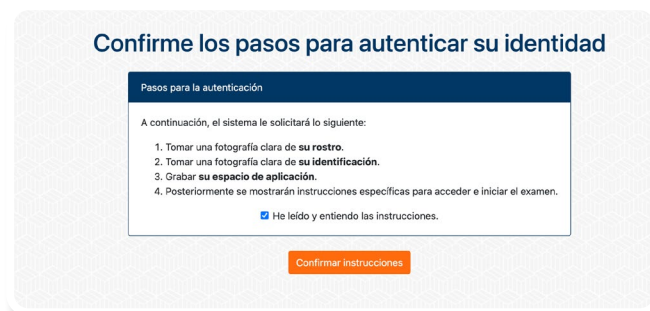 Confirme los pasos para autenticar su identidad
Pasos para la autenticación
A continuación, el sistema le solicitará lo siguiente:
1. Tomar una fotografía clara de su rostro.
2. Tomar una fotografía clara de su identificación.
3. Grabar su espacio de aplicación.
4. Posteriormente se mostrarán instrucciones específicas para acceder e iniciar el examen.
He leído y entiendo las instrucciones.
Confirmar instrucciones